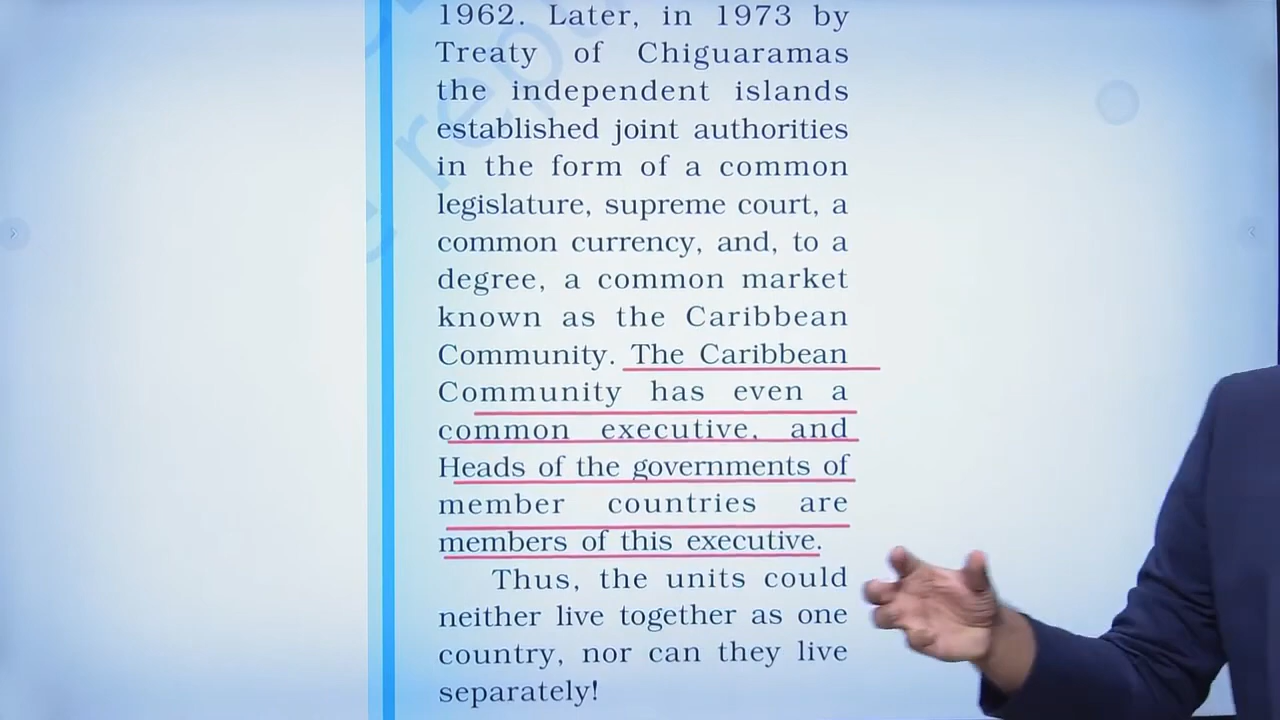 1962. Later, in 1973 by
Treaty of Chiguaramas
the independent islands
established joint authorities
in the form of a common
legislature, supreme court, a
common currency, and, to a
degree, a common market
known as the Caribbean
Community. The Caribbean
Community has even a
common executive, and
Heads of the governments of
member countries are
members of this executive.
Thus, the units could
neither live together as one
country, nor can they live
separately!